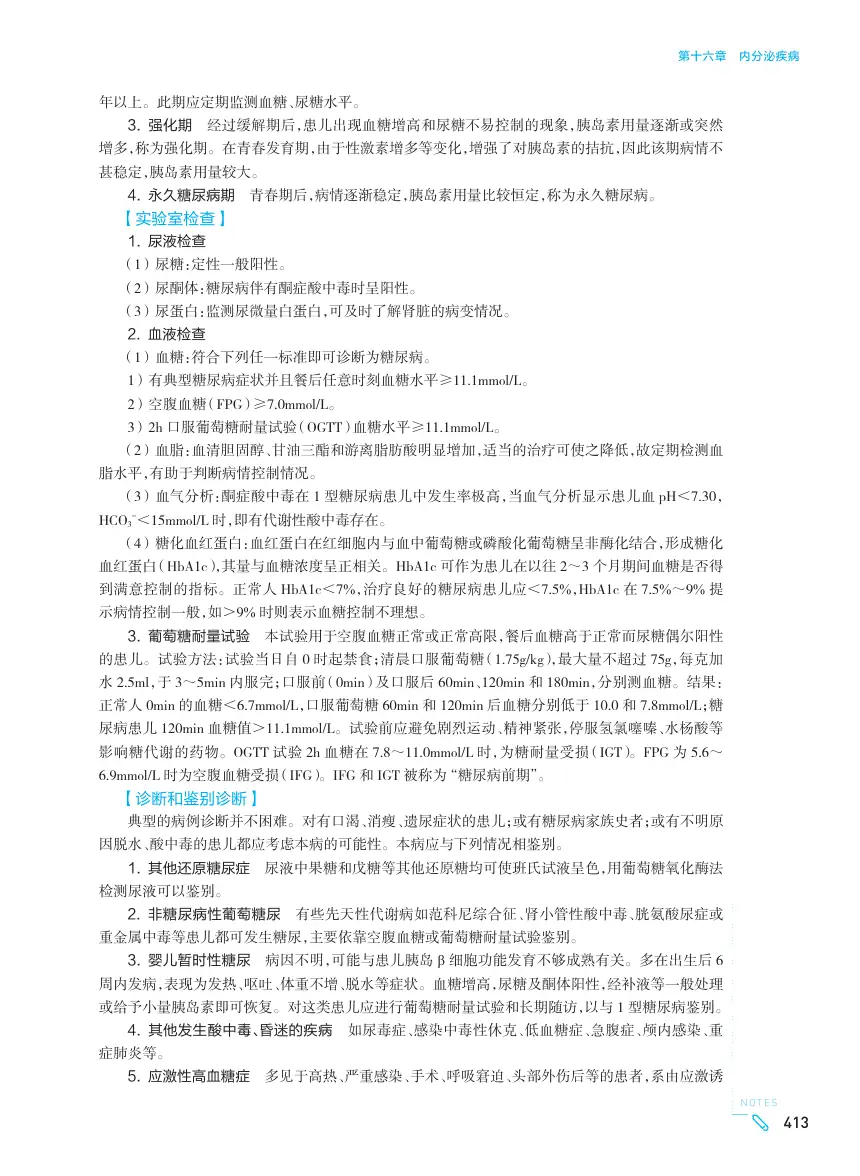 第十六章 内分泌疾病
年以上。此期应定期监测血糖、尿糖水平。
3. 强化期 经过缓解期后,患儿出现血糖增高和尿糖不易控制的现象,胰岛素用量逐渐或突然
增多,称为强化期。在青春发育期,由于性激素增多等变化,增强了对胰岛素的拮抗,因此该期病情不
甚稳定,胰岛素用量较大。
4. 永久糖尿病期 青春期后,病情逐渐稳定,胰岛素用量比较恒定,称为永久糖尿病。
【实验室检查】
1. 尿液检查
（1）尿糖:定性一般阳性。
（2）尿酮体:糖尿病伴有酮症酸中毒时呈阳性。
（3）尿蛋白:监测尿微量白蛋白,可及时了解肾脏的病变情况。
2. 血液检查
（1）血糖:符合下列任一标准即可诊断为糖尿病。
1）有典型糖尿病症状并且餐后任意时刻血糖水平≥11.1mmol/L。
2）空腹血糖（FPG）≥7.0mmol/L。
3）2h 口服葡萄糖耐量试验（OGTT）血糖水平≥11.1mmol/L。
（2）血脂:血清胆固醇、甘油三酯和游离脂肪酸明显增加,适当的治疗可使之降低,故定期检测血
脂水平,有助于判断病情控制情况。
（3）血气分析:酮症酸中毒在 1 型糖尿病患儿中发生率极高,当血气分析显示患儿血 pH＜7.30,
HCO₃⁻＜15mmol/L 时,即有代谢性酸中毒存在。
（4）糖化血红蛋白:血红蛋白在红细胞内与血中葡萄糖或磷酸化葡萄糖呈非酶化结合,形成糖化
血红蛋白（HbA1c）,其量与血糖浓度呈正相关。HbA1c 可作为患儿在以往 2～3 个月期间血糖是否得
到满意控制的指标。正常人 HbA1c＜7%,治疗良好的糖尿病患儿应＜7.5%,HbA1c 在 7.5%～9% 提
示病情控制一般,如＞9% 时则表示血糖控制不理想。
3. 葡萄糖耐量试验 本试验用于空腹血糖正常或正常高限,餐后血糖高于正常而尿糖偶尔阳性
的患儿。试验方法:试验当日自 0 时起禁食;清晨口服葡萄糖（1.75g/kg）,最大量不超过 75g,每克加
水 2.5ml,于 3～5min 内服完;口服前（0min）及口服后 60min、120min 和 180min,分别测血糖。结果:
正常人 0min 的血糖＜6.7mmol/L,口服葡萄糖 60min 和 120min 后血糖分别低于 10.0 和 7.8mmol/L;糖
尿病患儿 120min 血糖值＞11.1mmol/L。试验前应避免剧烈运动、精神紧张,停服氢氯噻嗪、水杨酸等
影响糖代谢的药物。OGTT 试验 2h 血糖在 7.8～11.0mmol/L 时,为糖耐量受损（IGT）。FPG 为 5.6～
6.9mmol/L 时为空腹血糖受损（IFG）。IFG 和 IGT 被称为 “糖尿病前期”。
【诊断和鉴别诊断】
典型的病例诊断并不困难。对有口渴、消瘦、遗尿症状的患儿;或有糖尿病家族史者;或有不明原
因脱水、酸中毒的患儿都应考虑本病的可能性。本病应与下列情况相鉴别。
1. 其他还原糖尿症 尿液中果糖和戊糖等其他还原糖均可使班氏试液呈色,用葡萄糖氧化酶法
检测尿液可以鉴别。
2. 非糖尿病性葡萄糖尿 有些先天性代谢病如范科尼综合征、肾小管性酸中毒、胱氨酸尿症或
重金属中毒等患儿都可发生糖尿,主要依靠空腹血糖或葡萄糖耐量试验鉴别。
3. 婴儿暂时性糖尿 病因不明,可能与患儿胰岛 β 细胞功能发育不够成熟有关。多在出生后 6
周内发病,表现为发热、呕吐、体重不增、脱水等症状。血糖增高,尿糖及酮体阳性,经补液等一般处理
或给予小量胰岛素即可恢复。对这类患儿应进行葡萄糖耐量试验和长期随访,以与 1 型糖尿病鉴别。
4. 其他发生酸中毒、昏迷的疾病 如尿毒症、感染中毒性休克、低血糖症、急腹症、颅内感染、重
症肺炎等。
5. 应激性高血糖症 多见于高热、严重感染、手术、呼吸窘迫、头部外伤后等的患者,系由应激诱
NOTES
413